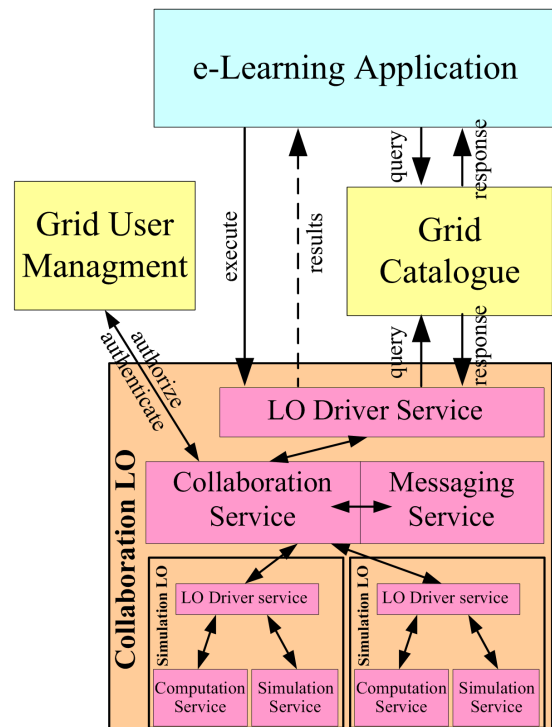 e-Learning Application
execute
results
query
response
Grid User
Managment
Grid
Catalogue
authorize
authenticate
query
response
Collaboration LO
LO Driver Service
Collaboration
Service
Messaging
Service
Simulation LO
LO Driver service
Computation
Service
Simulation
Service
Simulation LO
LO Driver service
Computation
Service
Simulation
Service